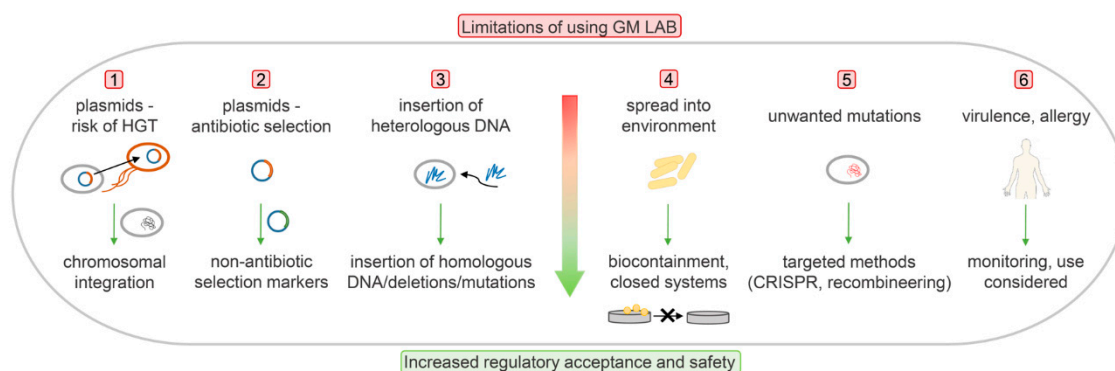 Limitations of using GM LAB
1
plasmids -
risk of HGT
chromosomal
integration
2
plasmids -
antibiotic selection
non-antibiotic
selection markers
3
insertion of
heterologous DNA
insertion of homologous
DNA/deletions/mutations
4
spread into
environment
biocontainment,
closed systems
5
unwanted mutations
targeted methods
(CRISPR, recombineering)
6
virulence, allergy
monitoring, use
considered
Increased regulatory acceptance and safety